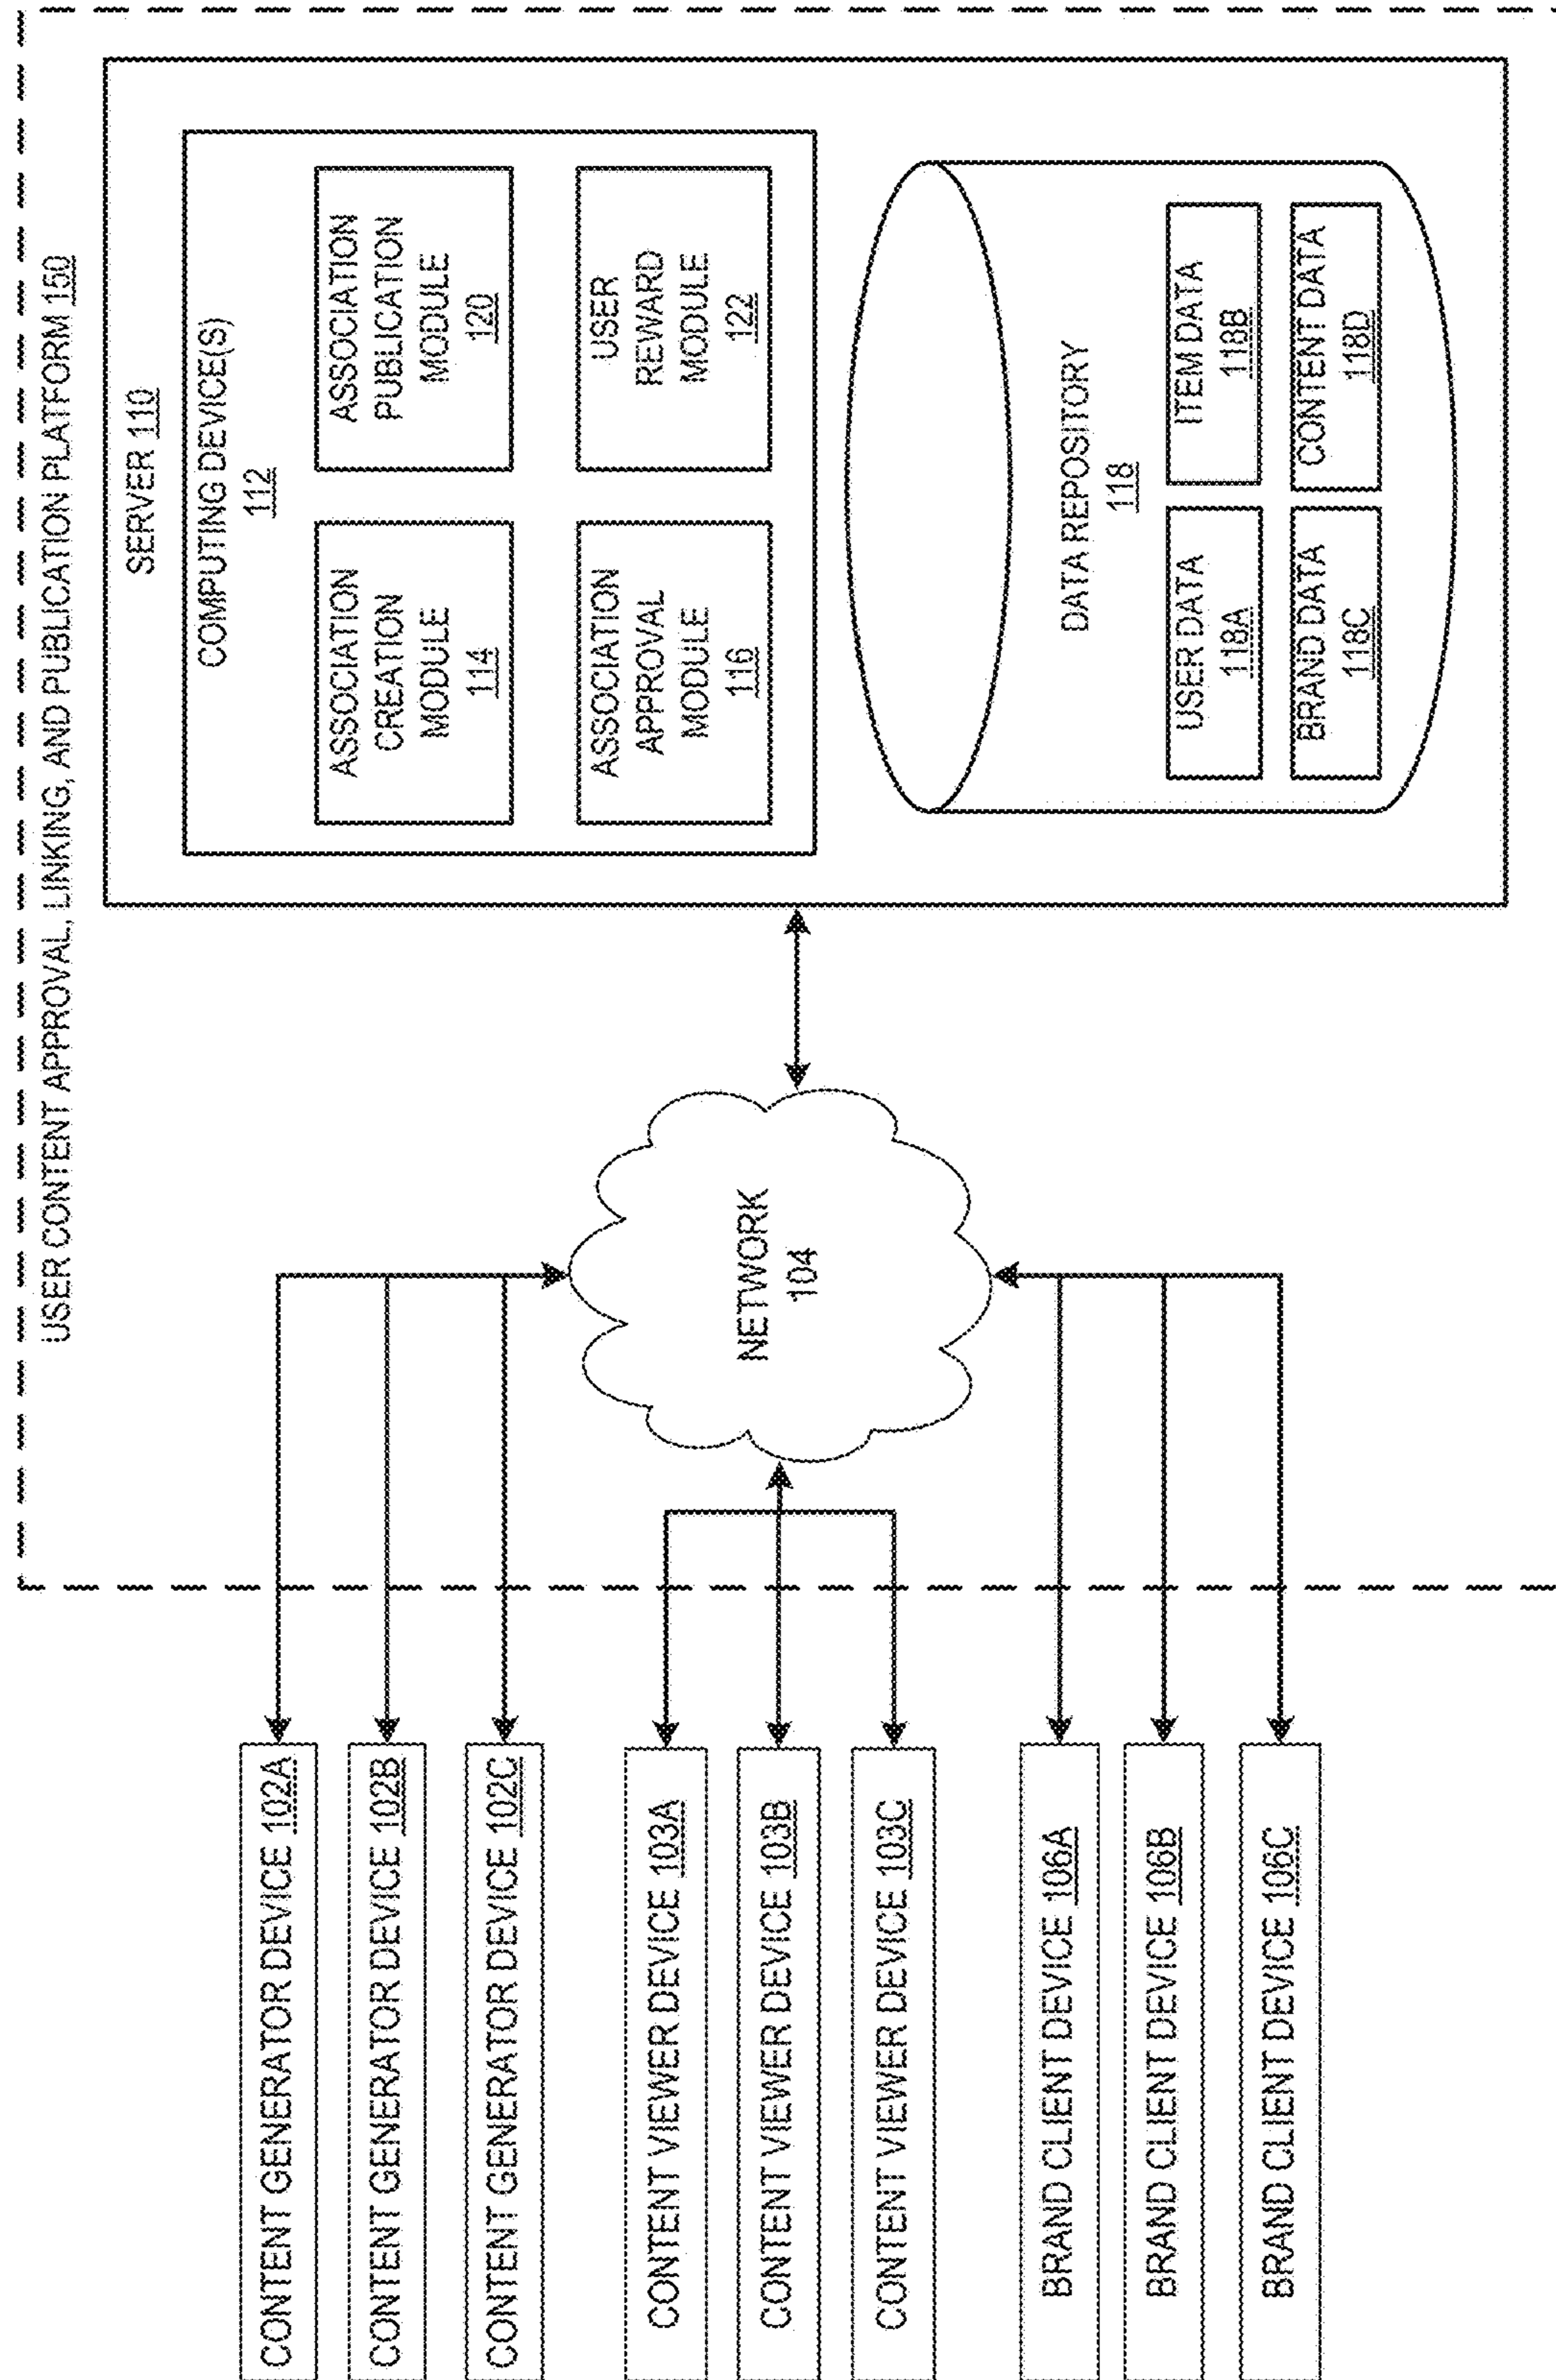 USER CONTENT APPROVAL, LINKING, AND PUBLICATION PLATFORM 150
CONTENT GENERATOR DEVICE 102A
CONTENT GENERATOR DEVICE 102B
CONTENT GENERATOR DEVICE 102C
CONTENT VIEWER DEVICE 103A
CONTENT VIEWER DEVICE 103B
CONTENT VIEWER DEVICE 103C
BRAND CLIENT DEVICE 106A
BRAND CLIENT DEVICE 106B
BRAND CLIENT DEVICE 106C
NETWORK
104
SERVER 110
COMPUTING DEVICE(S)
112
ASSOCIATION
CREATION
MODULE
114
ASSOCIATION
PUBLICATION
MODULE
120
ASSOCIATION
APPROVAL
MODULE
116
USER
REWARD
MODULE
122
DATA REPOSITORY
118
USER DATA
118A
ITEM DATA
118B
BRAND DATA
118C
CONTENT DATA
118D